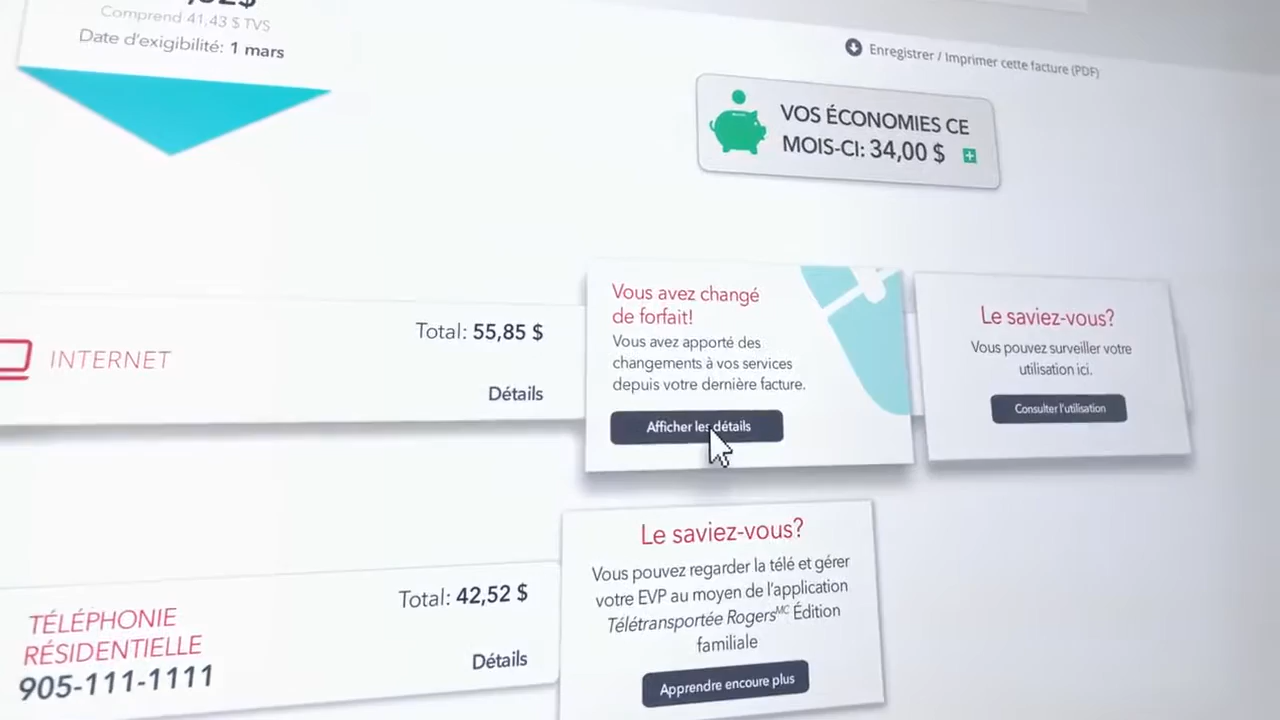 Comprend 41,43 $ TVS
Date d'exigibilité: 1 mars
Enregistrer / Imprimer cette facture (PDF)
VOS ÉCONOMIES CE
MOIS-CI: 34,00 $
INTERNET
Total: 55,85 $
Détails
Vous avez changé
de forfait!
Vous avez apporté des
changements à vos services
depuis votre dernière facture.
Afficher les détails
Le saviez-vous?
Vous pouvez surveiller votre
utilisation ici.
Consulter l'utilisation
TÉLÉPHONIE
RÉSIDENTIELLE
905-111-1111
Total: 42,52 $
Détails
Le saviez-vous?
Vous pouvez regarder la télé et gérer
votre EVP au moyen de l'application
Télétransportée Rogersᴹᶜ Édition
familiale
Apprendre encoure plus